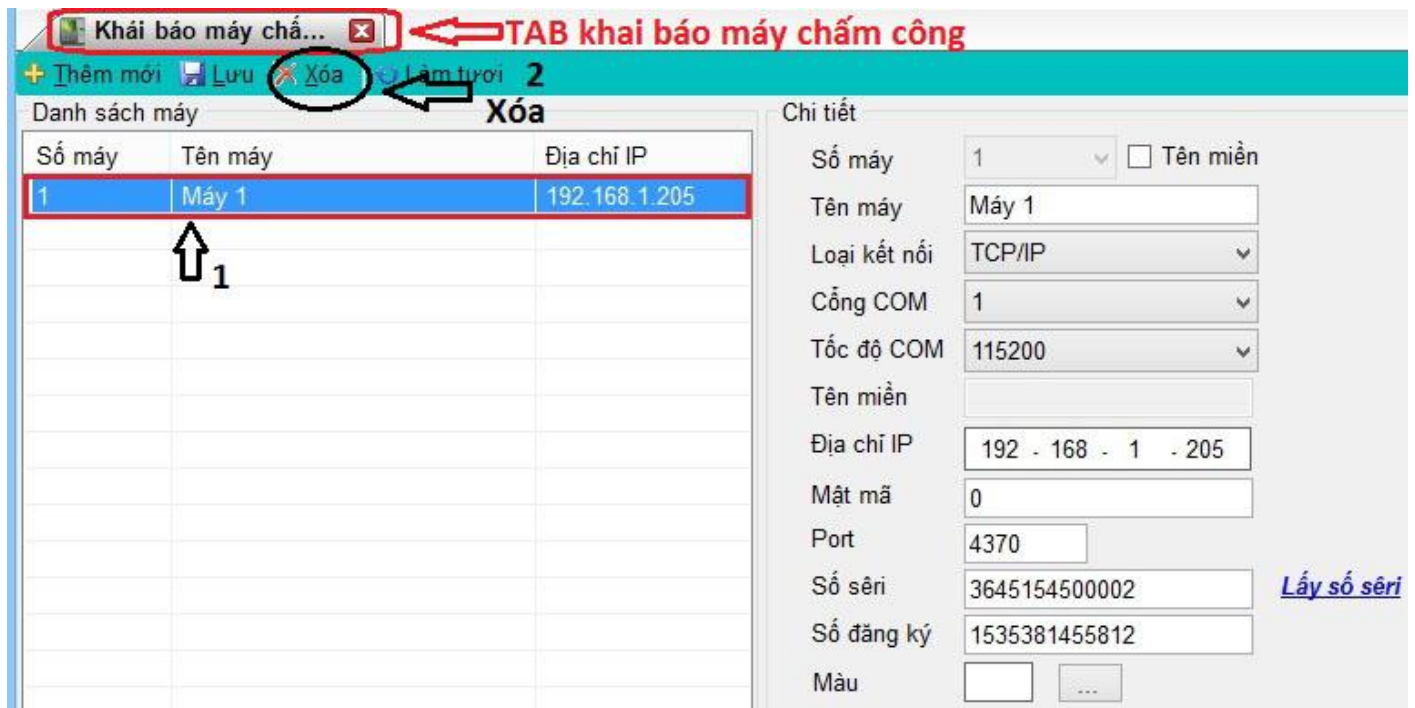 Khái báo máy chấ...
TAB khai báo máy chấm công
Thêm mới Lưu Xóa Làm tươi 2
Xóa
Danh sách máy
Số máy Tên máy Địa chỉ IP
1 Máy 1 192.168.1.205
1
Chi tiết
Số máy 1 Tên miền
Tên máy Máy 1
Loại kết nối TCP/IP
Cổng COM 1
Tốc độ COM 115200
Tên miền
Địa chỉ IP 192 . 168 . 1 . 205
Mật mã 0
Port 4370
Số sêri 3645154500002 Lấy số sêri
Số đăng ký 1535381455812
Màu ...